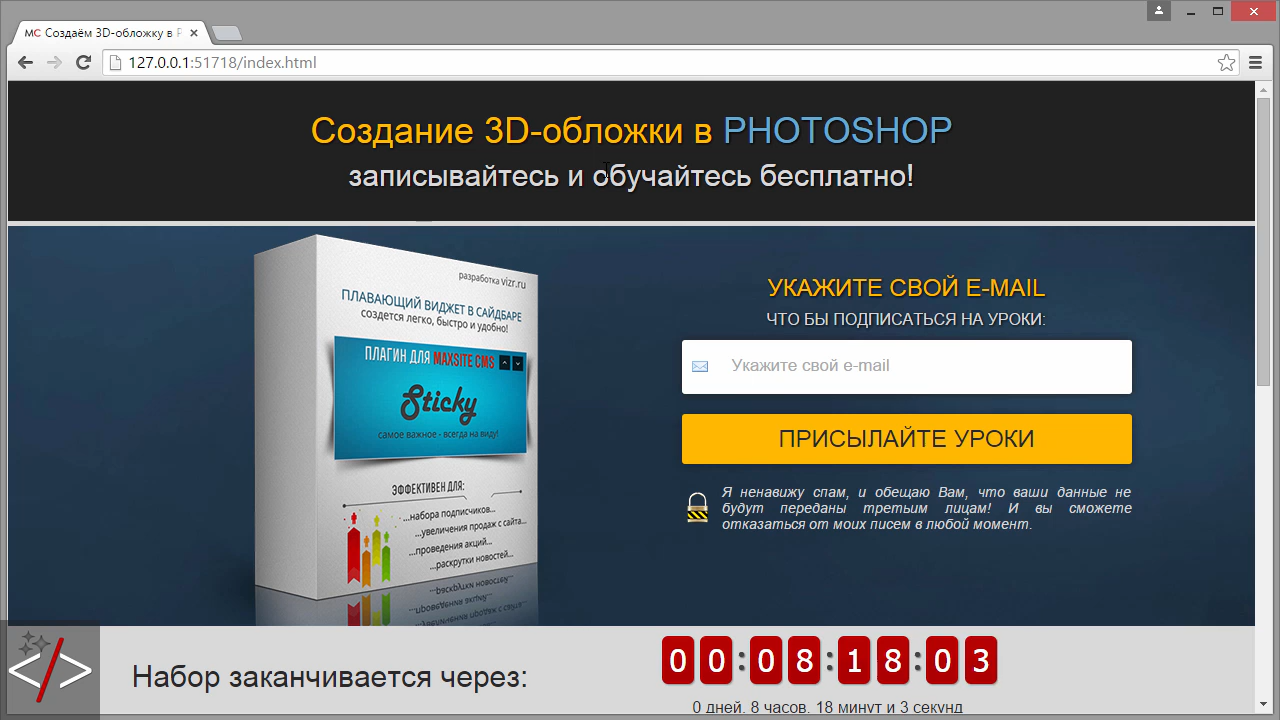 МС Создаём 3D-обложку в P
127.0.0.1:51718/index.html
Создание 3D-обложки в PHOTOSHOP
записывайтесь и обучайтесь бесплатно!
разработка vizr.ru
ПЛАВАЮЩИЙ ВИДЖЕТ В САЙДБАРЕ
создется легко, быстро и удобно!
ПЛАГИН ДЛЯ MAXSITE CMS
Sticky
самое важное - всегда на виду!
ЭФФЕКТИВЕН ДЛЯ:
...набора подписчиков...
...увеличения продаж с сайта...
...проведения акций...
...раскрутки новостей...
УКАЖИТЕ СВОЙ E-MAIL
ЧТО БЫ ПОДПИСАТЬСЯ НА УРОКИ:
Укажите свой e-mail
ПРИСЫЛАЙТЕ УРОКИ
Я ненавижу спам, и обещаю Вам, что ваши данные не
будут переданы третьим лицам! И вы сможете
отказаться от моих писем в любой момент.
</>
Набор заканчивается через:
00:08:18:03
0 дней, 8 часов, 18 минут и 3 секунд